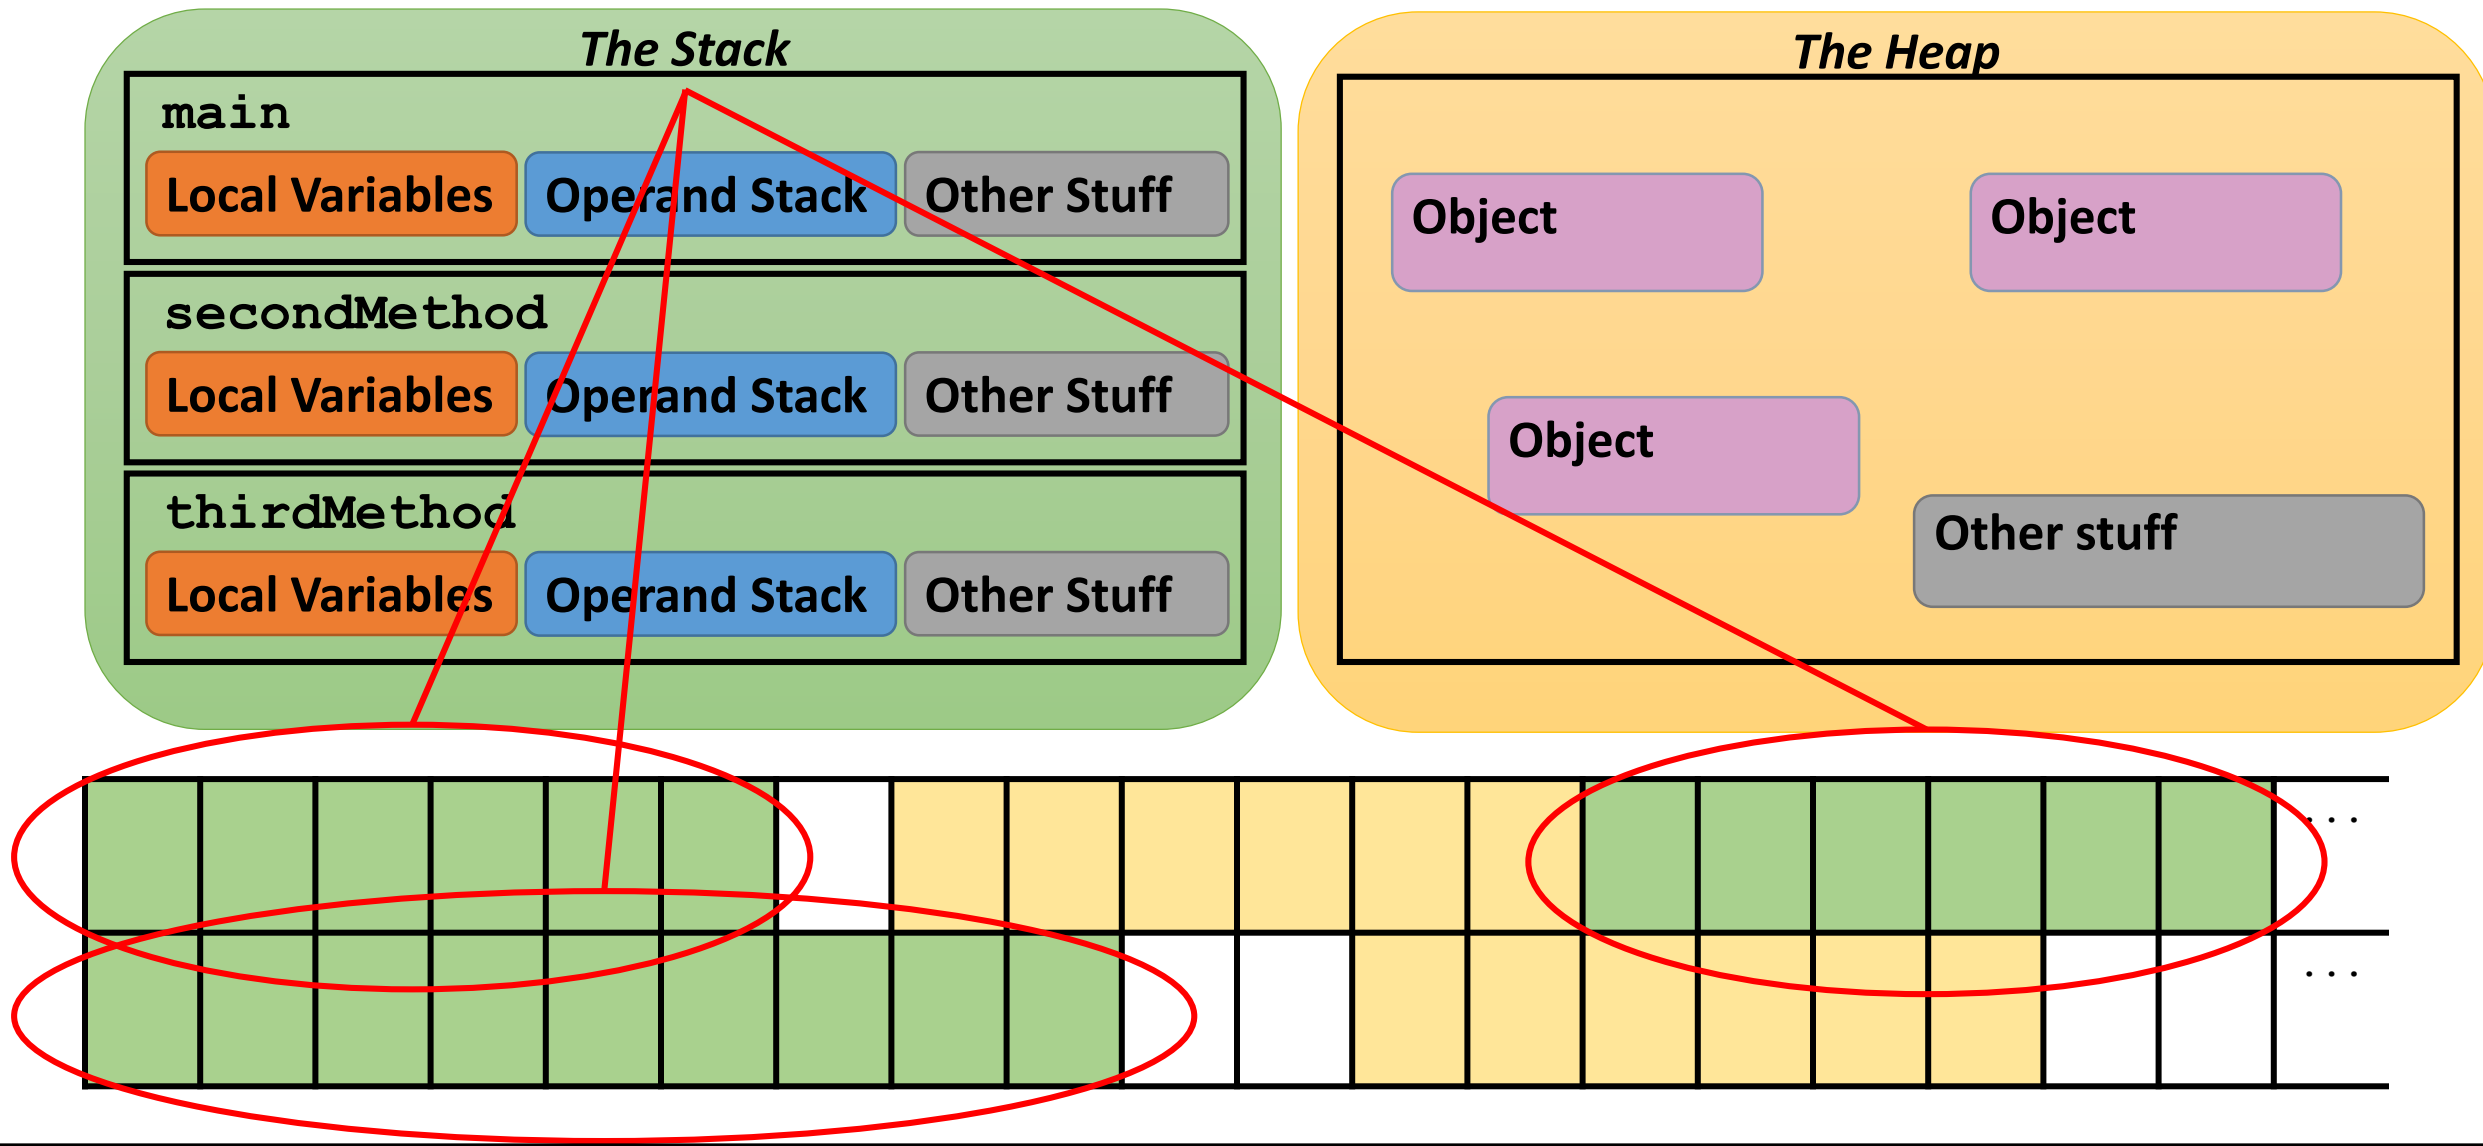 The Stack
main
Local Variables Operand Stack Other Stuff
secondMethod
Local Variables Operand Stack Other Stuff
thirdMethod
Local Variables Operand Stack Other Stuff
The Heap
Object Object
Object
Other stuff
...
...